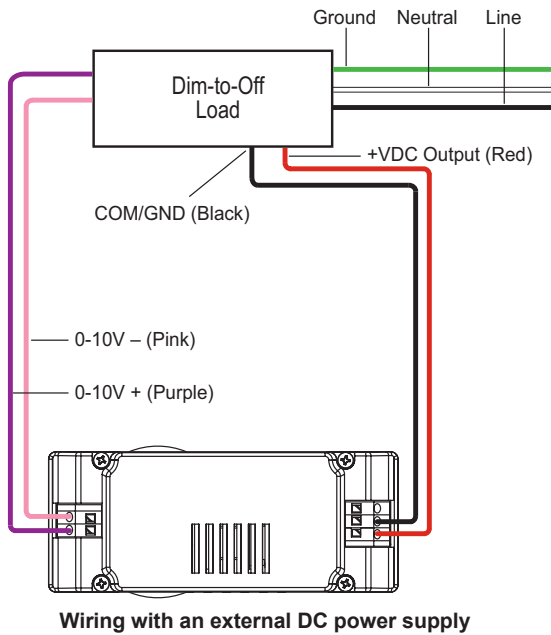 Ground Neutral Line
Dim-to-Off
Load
+VDC Output (Red)
COM/GND (Black)
0-10V – (Pink)
0-10V + (Purple)
Wiring with an external DC power supply